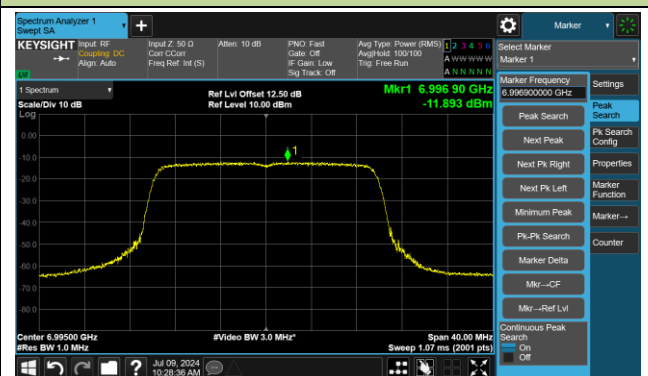 Spectrum Analyzer 1
Swept SA
Marker
KEYSIGHT
Input: RF
Coupling: DC
Align: Auto
Input Z: 50 Ω
Corr CCorr
Freq Ref: Int (S)
Atten: 10 dB
PNO: Fast
Gate: Off
IF Gain: Low
Sig Track: Off
Avg Type: Power (RMS)
Avg|Hold: 100/100
Trig: Free Run
1 2 3 4 5 6
A W W W W W
A N N N N N
LXI
Select Marker
Marker 1
1 Spectrum
Scale/Div 10 dB
Log
Ref Lvl Offset 12.50 dB
Ref Level 10.00 dBm
Mkr1 6.996 90 GHz
-11.893 dBm
0.00
-10.0
-20.0
-30.0
-40.0
-50.0
-60.0
-70.0
-80.0
1
Center 6.99500 GHz
#Res BW 1.0 MHz
#Video BW 3.0 MHz*
Span 40.00 MHz
Sweep 1.07 ms (2001 pts)
Marker Frequency
6.996900000 GHz
Peak Search
Next Peak
Next Pk Right
Next Pk Left
Minimum Peak
Pk-Pk Search
Marker Delta
Mkr→CF
Mkr→Ref Lvl
Continuous Peak
Search
On
Off
Settings
Peak
Search
Pk Search
Config
Properties
Marker
Function
Marker→
Counter
?
Jul 09, 2024
10:28:36 AM